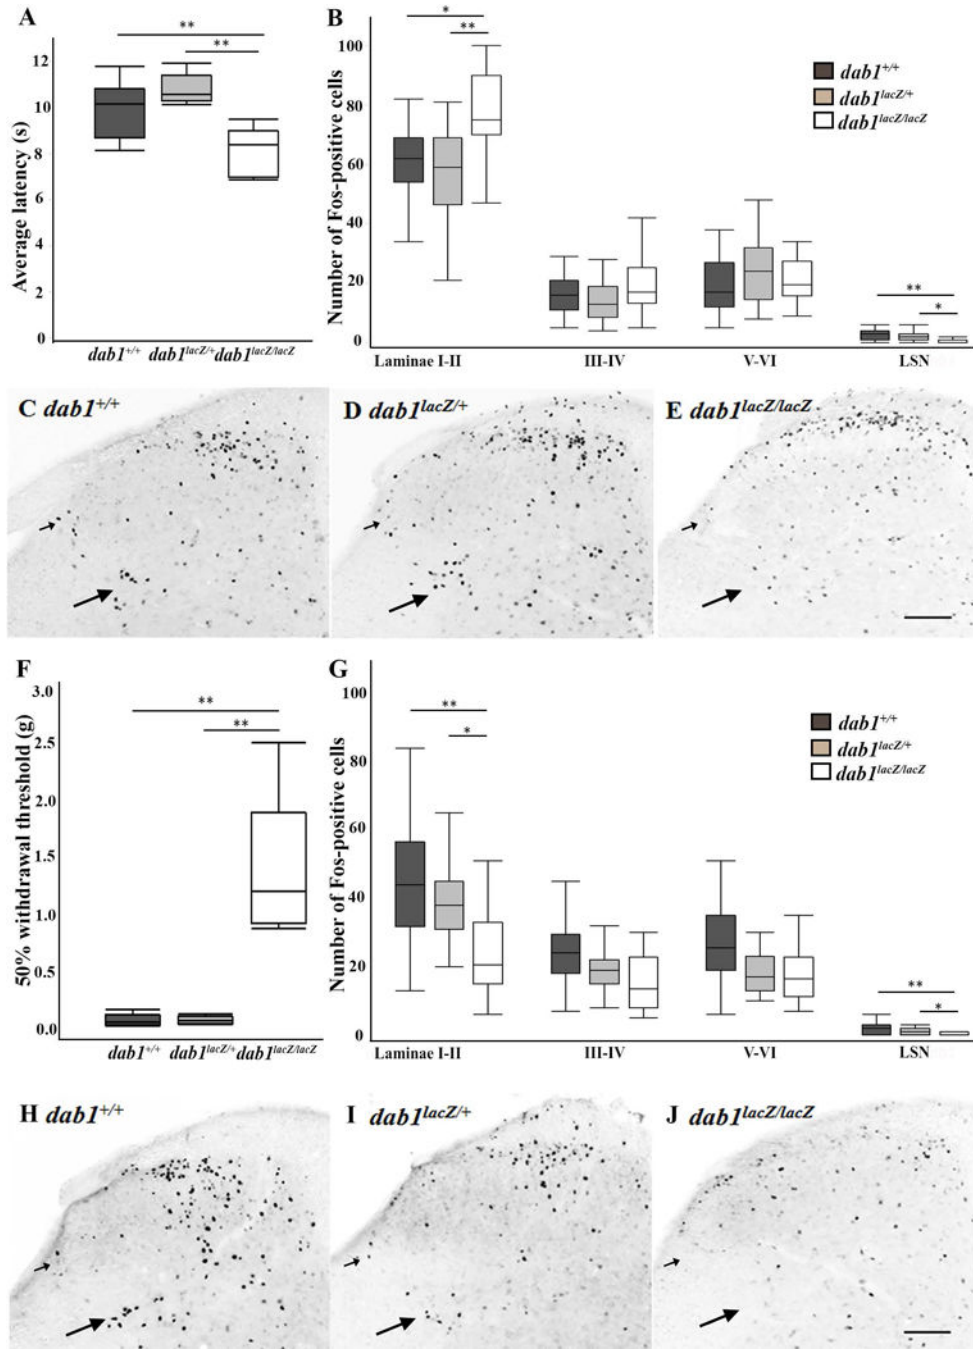 A
B
**
**
12
10
8
6
4
2
0
Average latency (s)
dab1+/+ dab1lacZ/+ dab1lacZ/lacZ
*
**
100
80
60
40
20
0
Number of Fos-positive cells
dab1+/+
dab1lacZ/+
dab1lacZ/lacZ
**
*
Laminae I-II III-IV V-VI LSN
C dab1+/+
D dab1lacZ/+
E dab1lacZ/lacZ
F
G
**
**
3.0
2.5
2.0
1.5
1.0
0.5
0.0
50% withdrawal threshold (g)
dab1+/+ dab1lacZ/+ dab1lacZ/lacZ
**
*
100
80
60
40
20
0
Number of Fos-positive cells
dab1+/+
dab1lacZ/+
dab1lacZ/lacZ
**
*
Laminae I-II III-IV V-VI LSN
H dab1+/+
I dab1lacZ/+
J dab1lacZ/lacZ